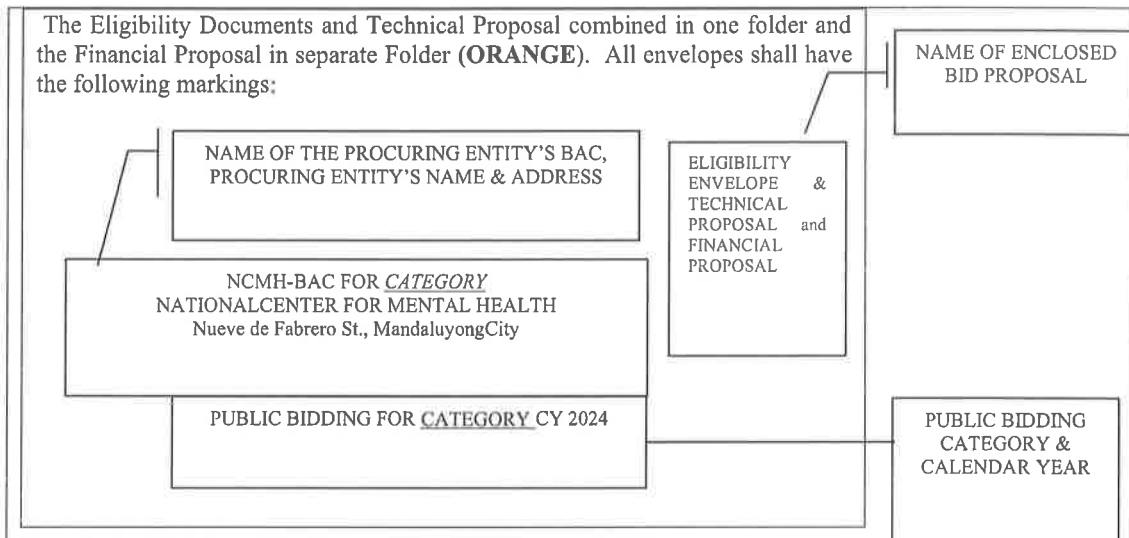 The Eligibility Documents and Technical Proposal combined in one folder and
the Financial Proposal in separate Folder (ORANGE). All envelopes shall have
the following markings:
NAME OF ENCLOSED
BID PROPOSAL
NAME OF THE PROCURING ENTITY'S BAC,
PROCURING ENTITY'S NAME & ADDRESS
ELIGIBILITY
ENVELOPE &
TECHNICAL
PROPOSAL and
FINANCIAL
PROPOSAL
NCMH-BAC FOR CATEGORY
NATIONALCENTER FOR MENTAL HEALTH
Nueve de Fabrero St., MandaluyongCity
PUBLIC BIDDING FOR CATEGORY CY 2024
PUBLIC BIDDING
CATEGORY &
CALENDAR YEAR